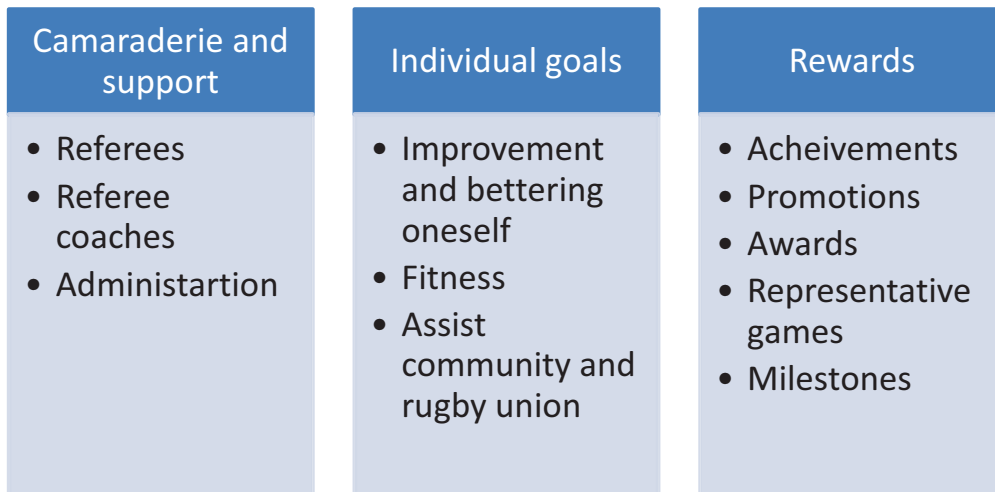 Camaraderie and
support
• Referees
• Referee
coaches
• Administartion
Individual goals
• Improvement
and bettering
oneself
• Fitness
• Assist
community and
rugby union
Rewards
• Acheivements
• Promotions
• Awards
• Representative
games
• Milestones